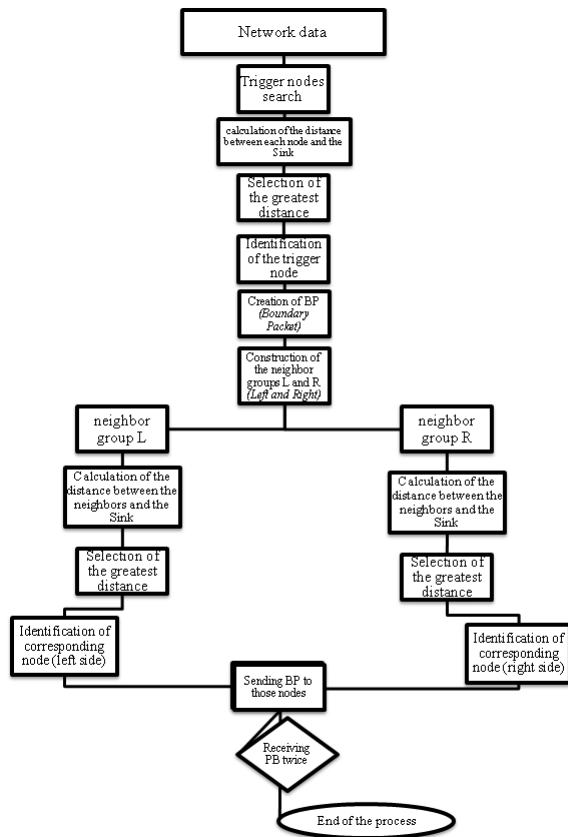 Network data
Trigger nodes
search
calculation of the distance
between each node and the
Sink
Selection of
the greatest
distance
Identification
of the trigger
node
Creation of BP
(Boundary
Packet)
Construction of
the neighbor
groups L and R
(Left and Right)
neighbor
group L
neighbor
group R
Calculation of the
distance between the
neighbors and the
Sink
Calculation of the
distance between the
neighbors and the
Sink
Selection of
the greatest
distance
Selection of
the greatest
distance
Identification of
corresponding
node (left side)
Identification of
corresponding
node (right side)
Sending BP to
those nodes
Receiving
PB twice
End of the process